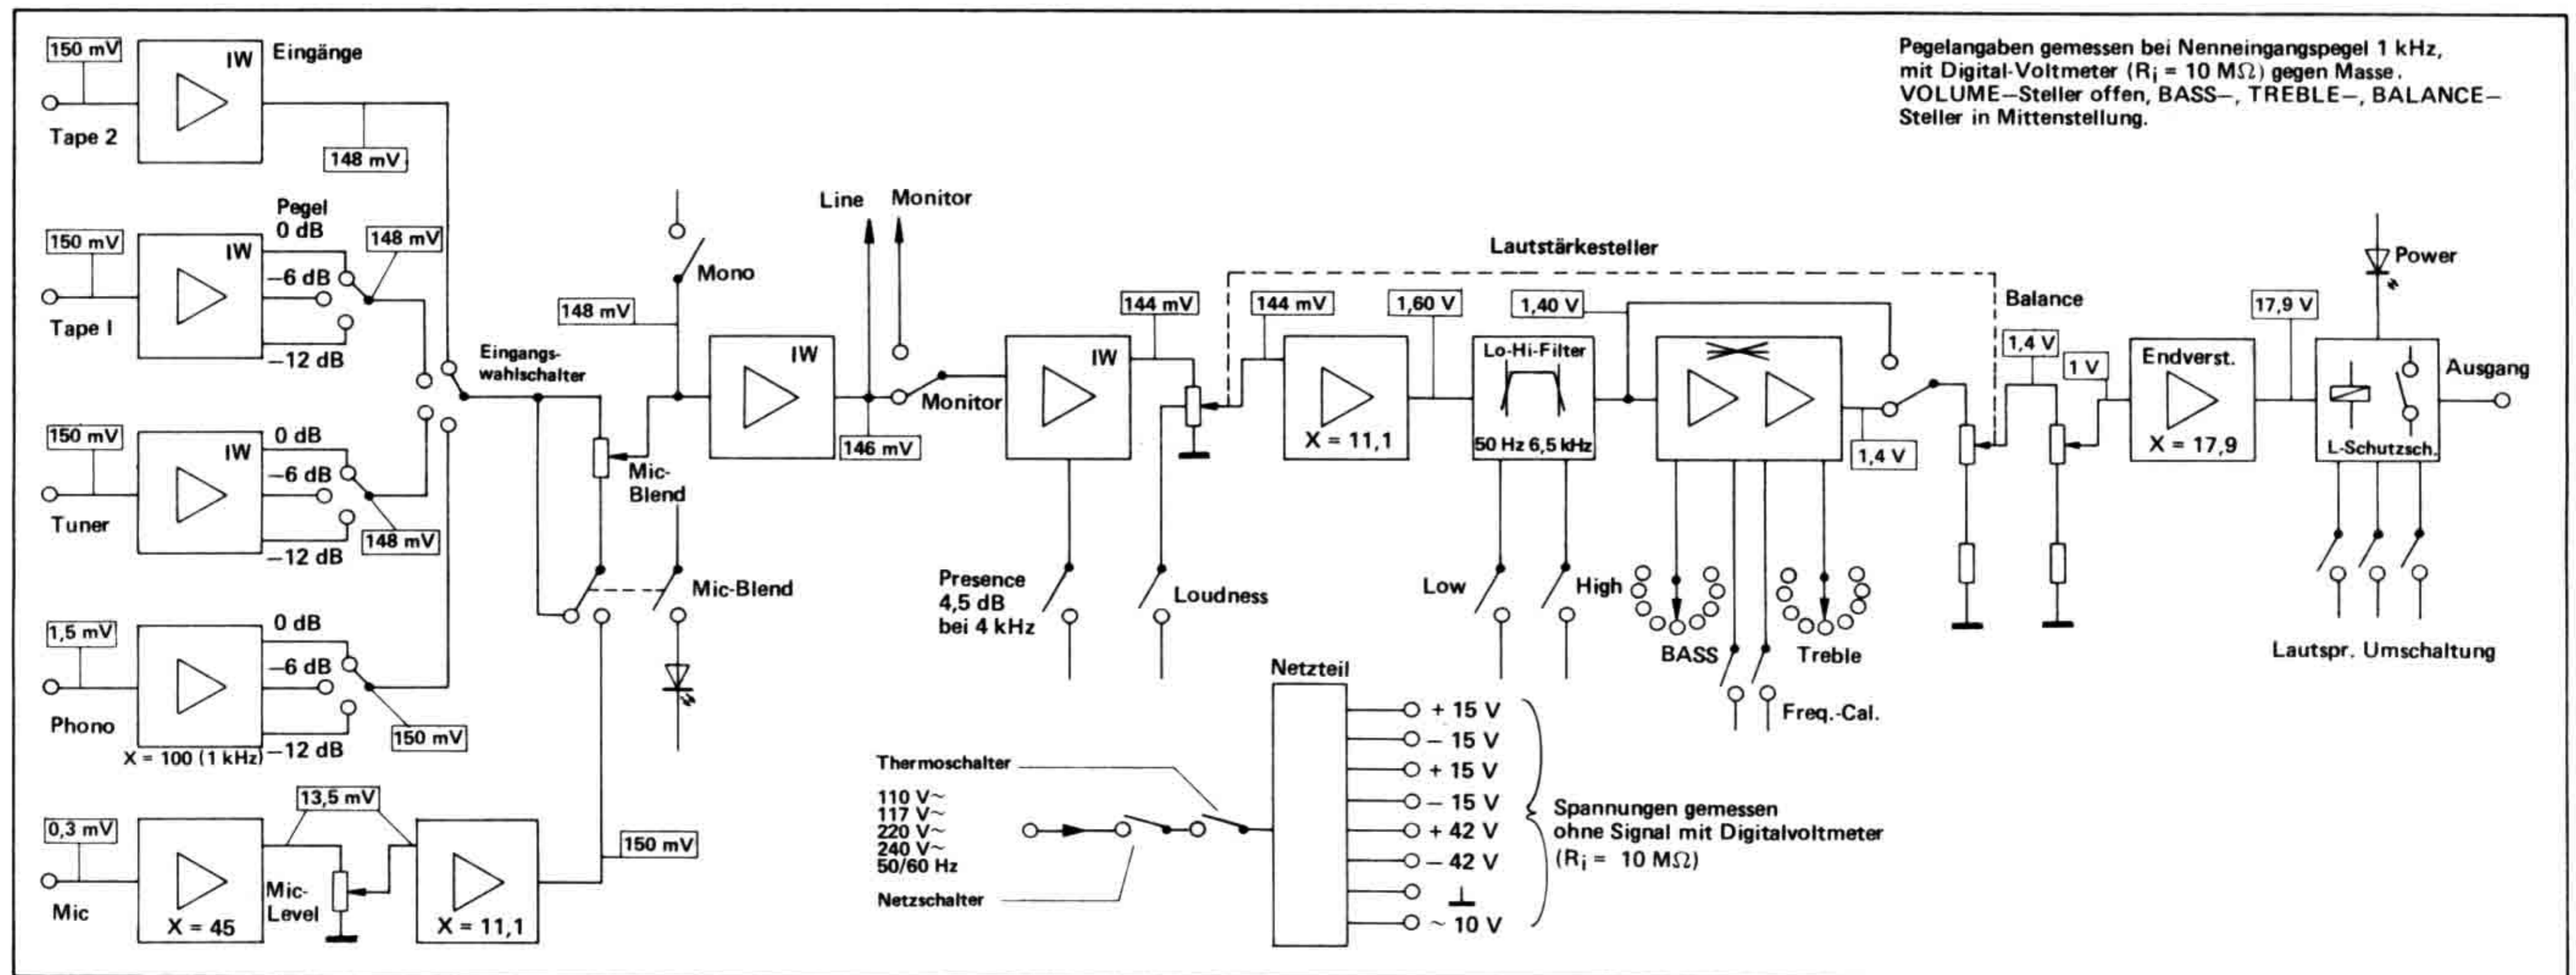 Pegelangaben gemessen bei Nenneingangspegel 1 kHz,
mit Digital-Voltmeter (Ri = 10 MΩ) gegen Masse.
VOLUME–Steller offen, BASS–, TREBLE–, BALANCE–
Steller in Mittenstellung.
150 mV
IW
Eingänge
Tape 2
148 mV
150 mV
IW
Pegel
0 dB
–6 dB
–12 dB
148 mV
Tape I
150 mV
IW
0 dB
–6 dB
–12 dB
148 mV
Tuner
1,5 mV
0 dB
–6 dB
–12 dB
150 mV
Phono
X = 100 (1 kHz)
0,3 mV
Mic
X = 45
13,5 mV
Mic-
Level
X = 11,1
150 mV
Eingangs-
wahlschalter
Mic-
Blend
Mic-Blend
148 mV
Mono
IW
Line
Monitor
146 mV
Monitor
IW
144 mV
Presence
4,5 dB
bei 4 kHz
Loudness
Lautstärkesteller
144 mV
X = 11,1
1,60 V
Lo-Hi-Filter
50 Hz 6,5 kHz
Low
High
1,40 V
BASS
Treble
Freq.-Cal.
1,4 V
Balance
1,4 V
1 V
Endverst.
X = 17,9
17,9 V
Power
L-Schutzsch.
Ausgang
Lautspr. Umschaltung
Netzteil
Thermoschalter
110 V~
117 V~
220 V~
240 V~
50/60 Hz
Netzschalter
+ 15 V
– 15 V
+ 15 V
– 15 V
+ 42 V
– 42 V
~ 10 V
Spannungen gemessen
ohne Signal mit Digitalvoltmeter
(Ri = 10 MΩ)